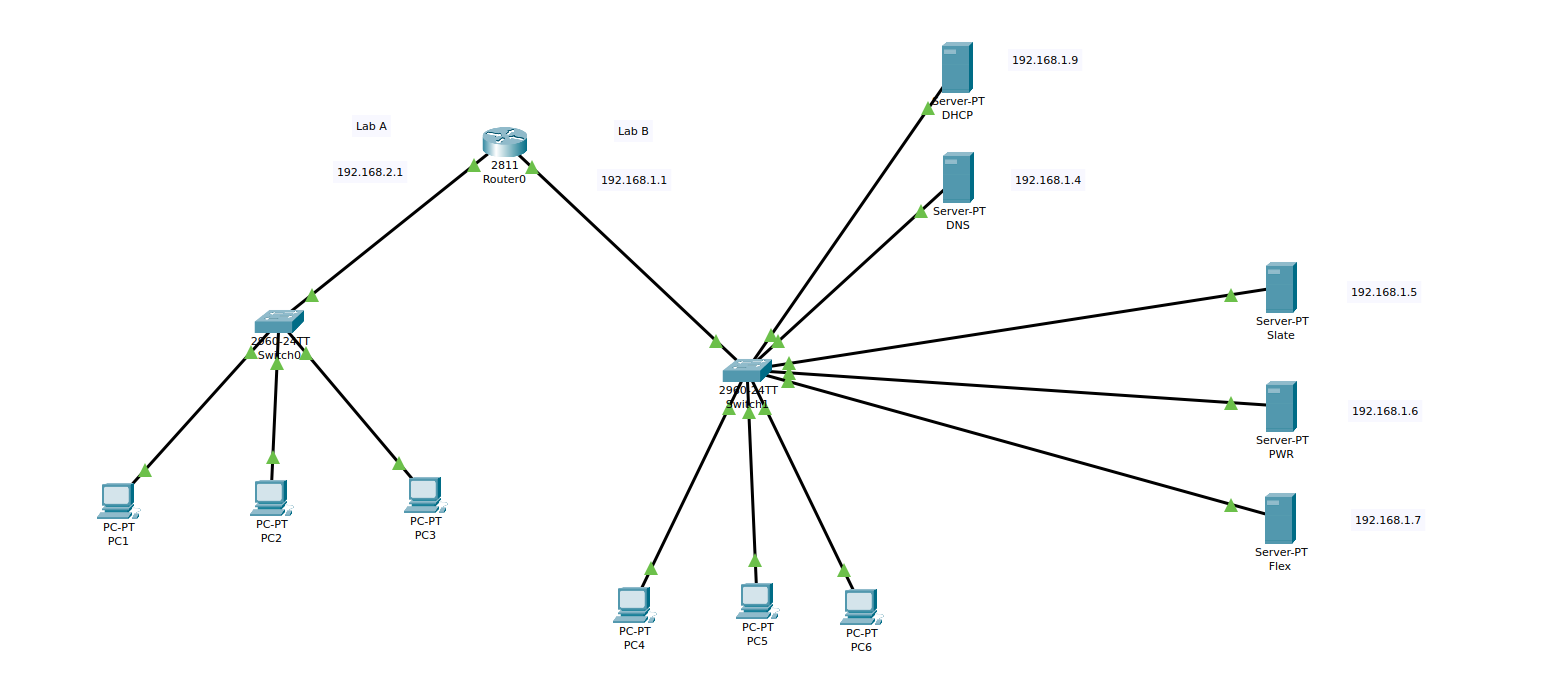 192.168.1.9
Server-PT
DHCP
Lab A
Lab B
2811
Router0
192.168.2.1
192.168.1.1
192.168.1.4
Server-PT
DNS
192.168.1.5
Server-PT
Slate
2960-24TT
Switch0
2960-24TT
Switch1
192.168.1.6
Server-PT
PWR
PC-PT
PC1
PC-PT
PC2
PC-PT
PC3
192.168.1.7
Server-PT
Flex
PC-PT
PC4
PC-PT
PC5
PC-PT
PC6